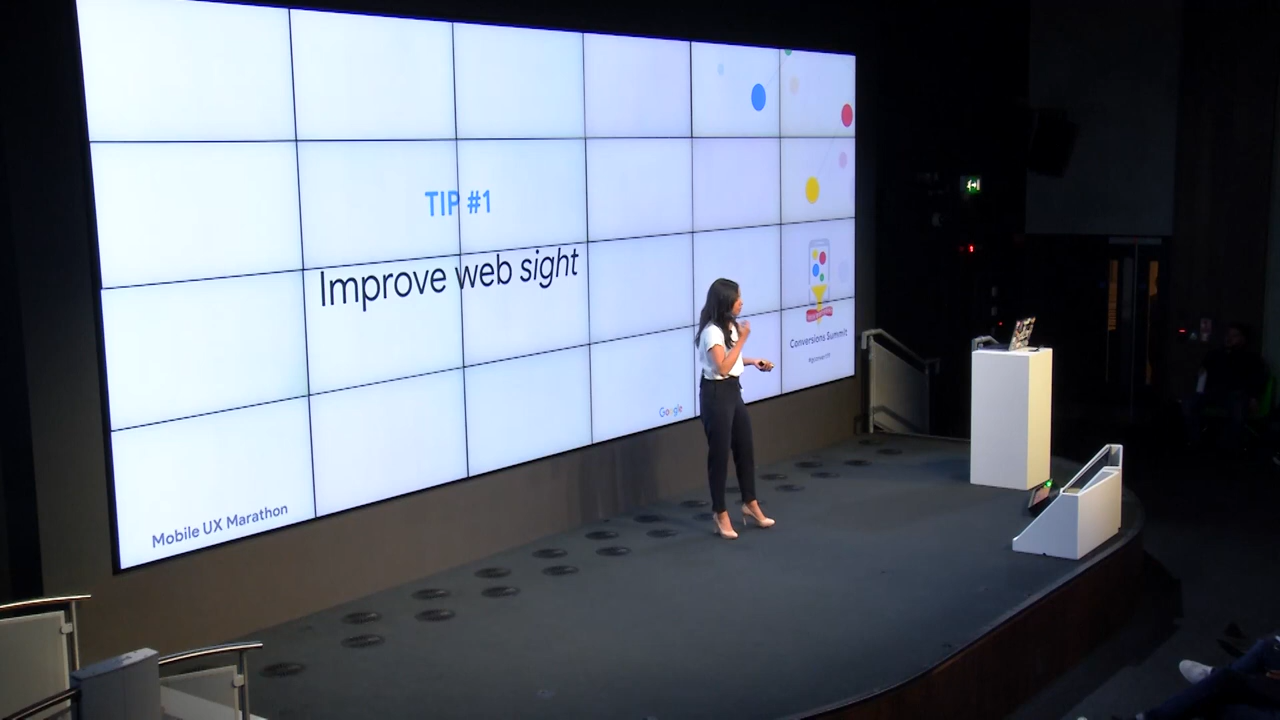 TIP #1
Improve web sight
Conversions Summit
Google
Mobile UX Marathon